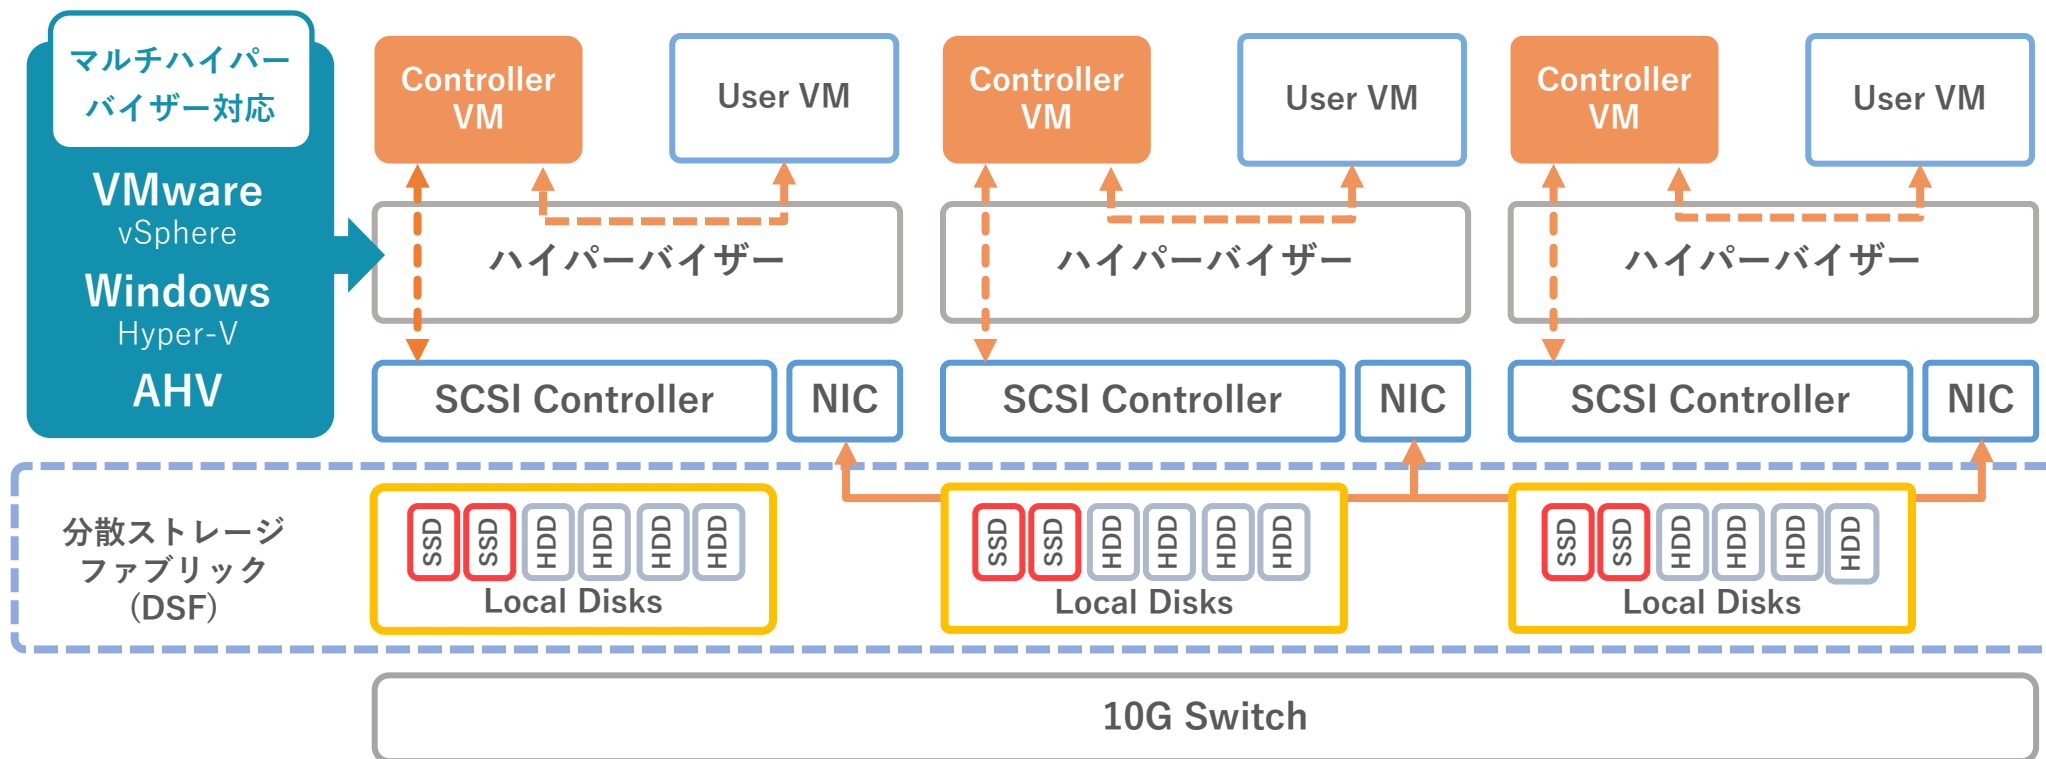 マルチハイパー
バイザー対応
VMware
vSphere
Windows
Hyper-V
AHV
Controller
VM
User VM
Controller
VM
User VM
Controller
VM
User VM
ハイパーバイザー
ハイパーバイザー
ハイパーバイザー
SCSI Controller
NIC
SCSI Controller
NIC
SCSI Controller
NIC
分散ストレージ
ファブリック
(DSF)
SSD
SSD
HDD
HDD
HDD
HDD
Local Disks
SSD
SSD
HDD
HDD
HDD
HDD
Local Disks
SSD
SSD
HDD
HDD
HDD
HDD
Local Disks
10G Switch